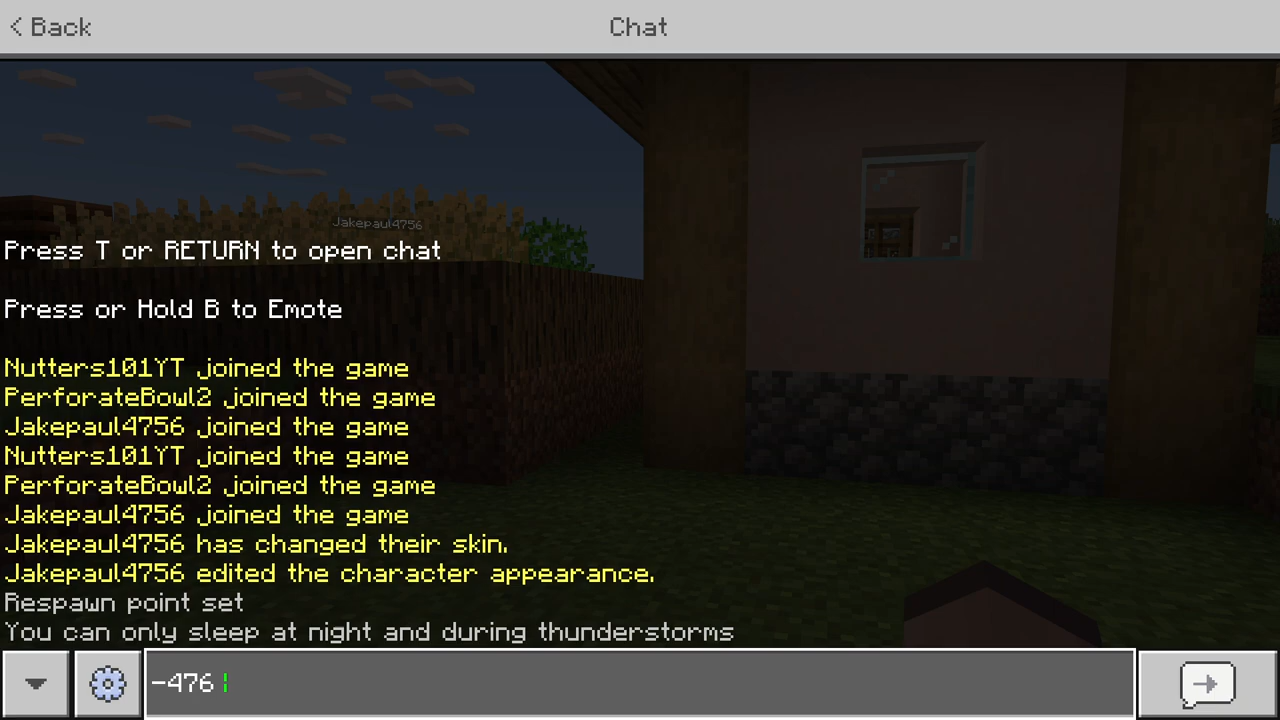 < Back
Chat
Jakepaul4756
Press T or RETURN to open chat
Press or Hold B to Emote
Nutters101YT joined the game
PerforateBowl2 joined the game
Jakepaul4756 joined the game
Nutters101YT joined the game
PerforateBowl2 joined the game
Jakepaul4756 joined the game
Jakepaul4756 has changed their skin.
Jakepaul4756 edited the character appearance.
Respawn point set
You can only sleep at night and during thunderstorms
-476